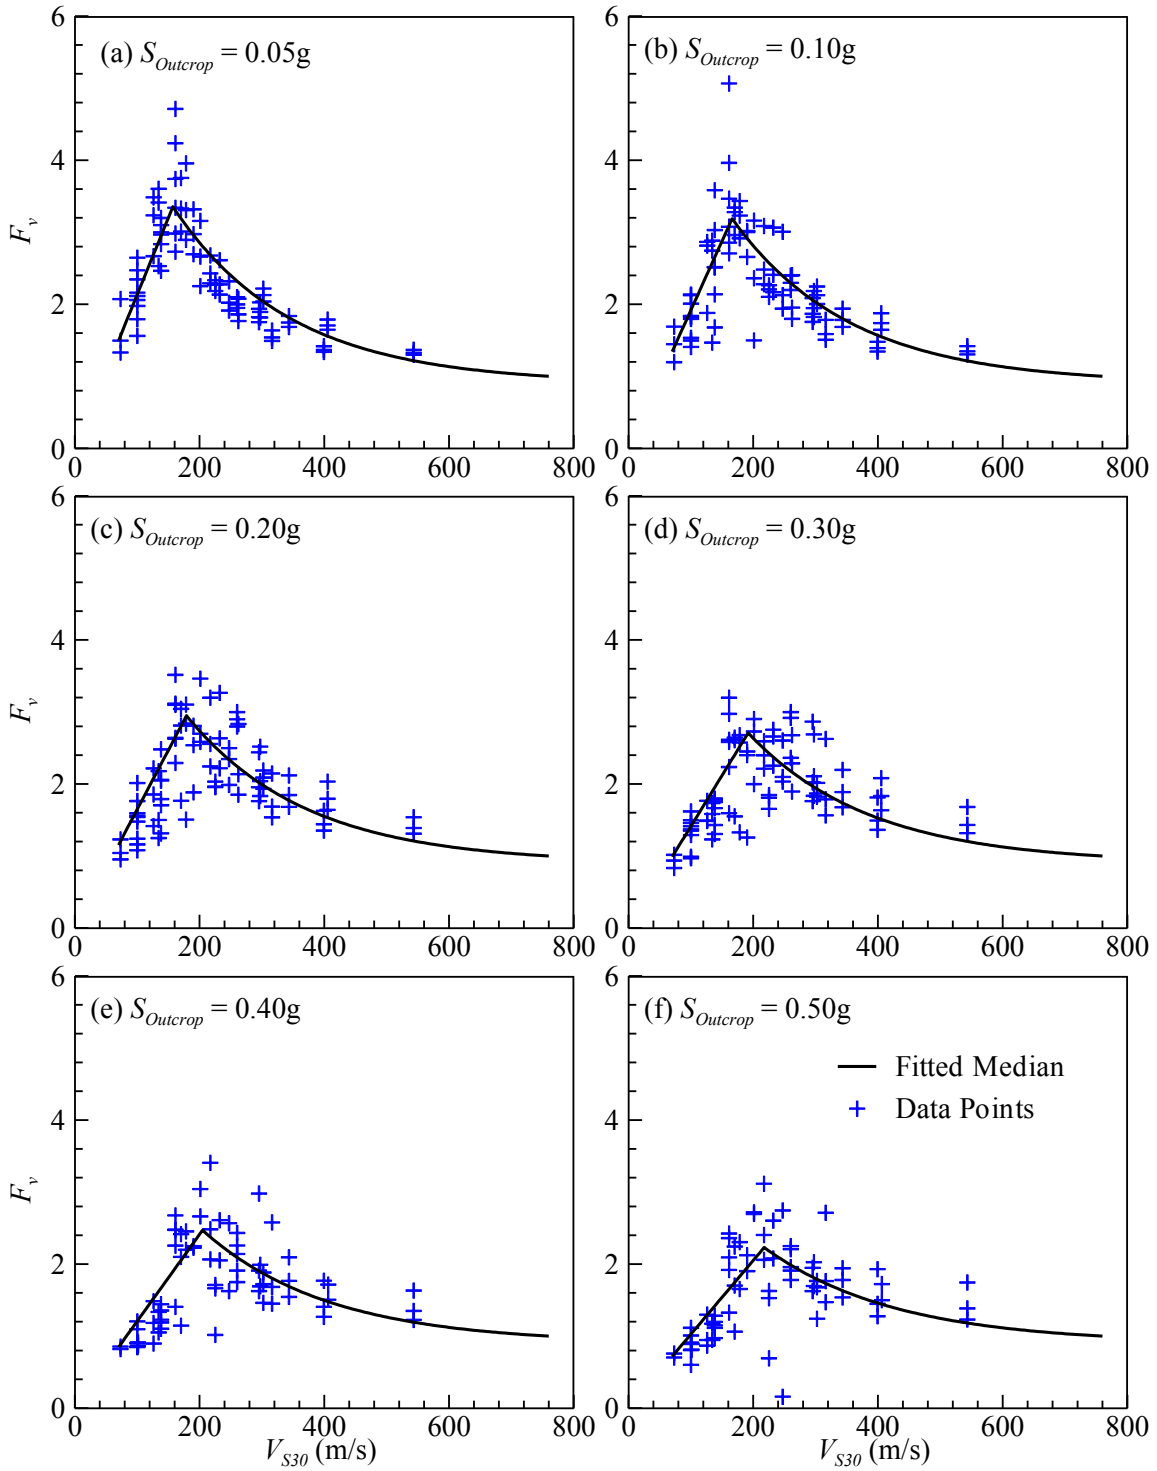 (a) S_Outcrop = 0.05g
6
4
2
0
F_v
0 200 400 600 800
(b) S_Outcrop = 0.10g
6
4
2
0
0 200 400 600 800
(c) S_Outcrop = 0.20g
6
4
2
0
F_v
0 200 400 600 800
(d) S_Outcrop = 0.30g
6
4
2
0
0 200 400 600 800
(e) S_Outcrop = 0.40g
6
4
2
0
F_v
0 200 400 600 800
V_S30 (m/s)
(f) S_Outcrop = 0.50g
Fitted Median
Data Points
6
4
2
0
0 200 400 600 800
V_S30 (m/s)